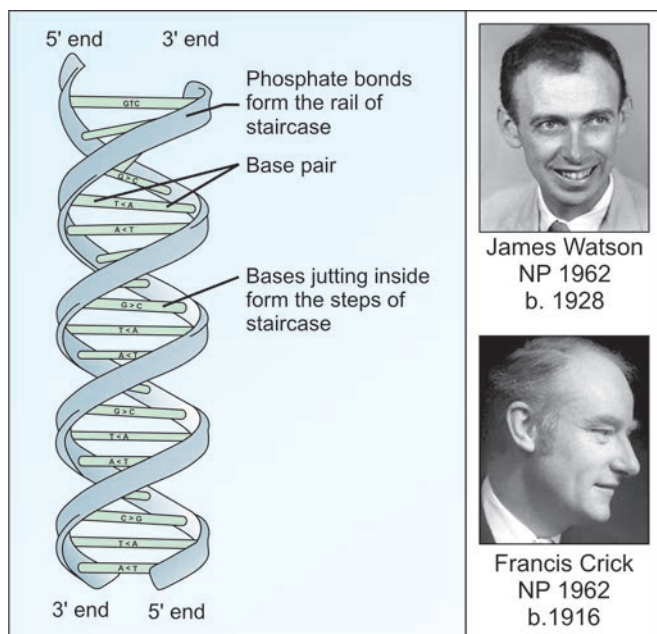 5' end
3' end
GTC
Phosphate bonds
form the rail of
staircase
G > C
Base pair
T < A
A < T
Bases jutting inside
form the steps of
staircase
G > C
T < A
A < T
G > C
T < A
A < T
C > G
T < A
A < T
3' end
5' end
James Watson
NP 1962
b. 1928
Francis Crick
NP 1962
b.1916